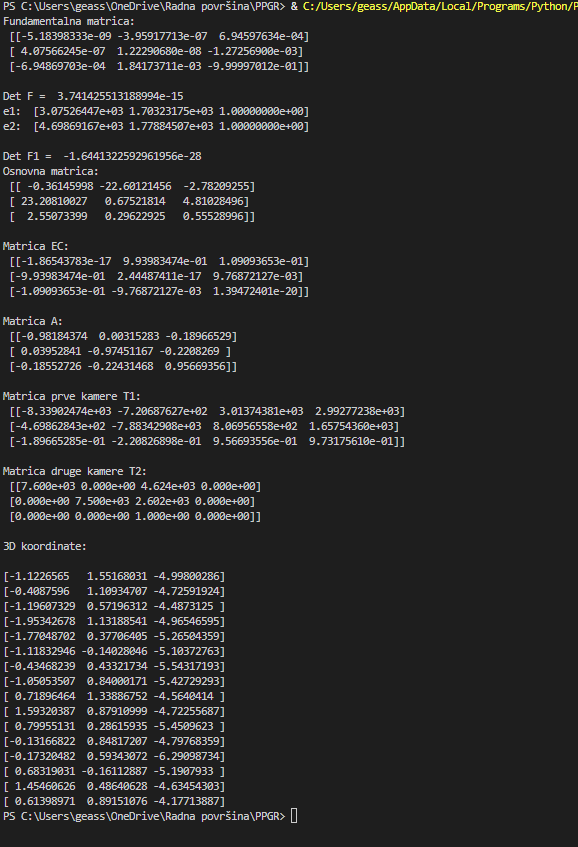 PS C:\Users\geass\OneDrive\Radna površina\PPGR> & C:/Users/geass/AppData/Local/Programs/Python/P
Fundamentalna matrica:
[[-5.18398333e-09 -3.95917713e-07 6.94597634e-04]
[ 4.07566245e-07 1.22290680e-08 -1.27256900e-03]
[-6.94869703e-04 1.84173711e-03 -9.99997012e-01]]
Det F = 3.741425513188994e-15
e1: [3.07526447e+03 1.70323175e+03 1.00000000e+00]
e2: [4.69869167e+03 1.77884507e+03 1.00000000e+00]
Det F1 = -1.6441322592961956e-28
Osnovna matrica:
[[ -0.36145998 -22.60121456 -2.78209255]
[ 23.20810027 0.67521814 4.81028496]
[ 2.55073399 0.29622925 0.55528996]]
Matrica EC:
[[-1.86543783e-17 9.93983474e-01 1.09093653e-01]
[-9.93983474e-01 2.44487411e-17 9.76872127e-03]
[-1.09093653e-01 -9.76872127e-03 1.39472401e-20]]
Matrica A:
[[-0.98184374 0.00315283 -0.18966529]
[ 0.03952841 -0.97451167 -0.2208269 ]
[-0.18552726 -0.22431468 0.95669356]]
Matrica prve kamere T1:
[[-8.33902474e+03 -7.20687627e+02 3.01374381e+03 2.99277238e+03]
[-4.69862843e+02 -7.88342908e+03 8.06956558e+02 1.65754360e+03]
[-1.89665285e-01 -2.20826898e-01 9.56693556e-01 9.73175610e-01]]
Matrica druge kamere T2:
[[7.600e+03 0.000e+00 4.624e+03 0.000e+00]
[0.000e+00 7.500e+03 2.602e+03 0.000e+00]
[0.000e+00 0.000e+00 1.000e+00 0.000e+00]]
3D koordinate:
[-1.1226565 1.55168031 -4.99800286]
[-0.4087596 1.10934707 -4.72591924]
[-1.19607329 0.57196312 -4.4873125 ]
[-1.95342678 1.13188541 -4.96546595]
[-1.77048702 0.37706405 -5.26504359]
[-1.11832946 -0.14028046 -5.10372763]
[-0.43468239 0.43321734 -5.54317193]
[-1.05053507 0.84000171 -5.42729293]
[ 0.71896464 1.33886752 -4.5640414 ]
[ 1.59320387 0.87910999 -4.72255687]
[ 0.79955131 0.28615935 -5.4509623 ]
[-0.13166822 0.84817207 -4.79768359]
[-0.17320482 0.59343072 -6.29098734]
[ 0.68319031 -0.16112887 -5.1907933 ]
[ 1.45460626 0.48640628 -4.63454303]
[ 0.61398971 0.89151076 -4.17713887]
PS C:\Users\geass\OneDrive\Radna površina\PPGR>